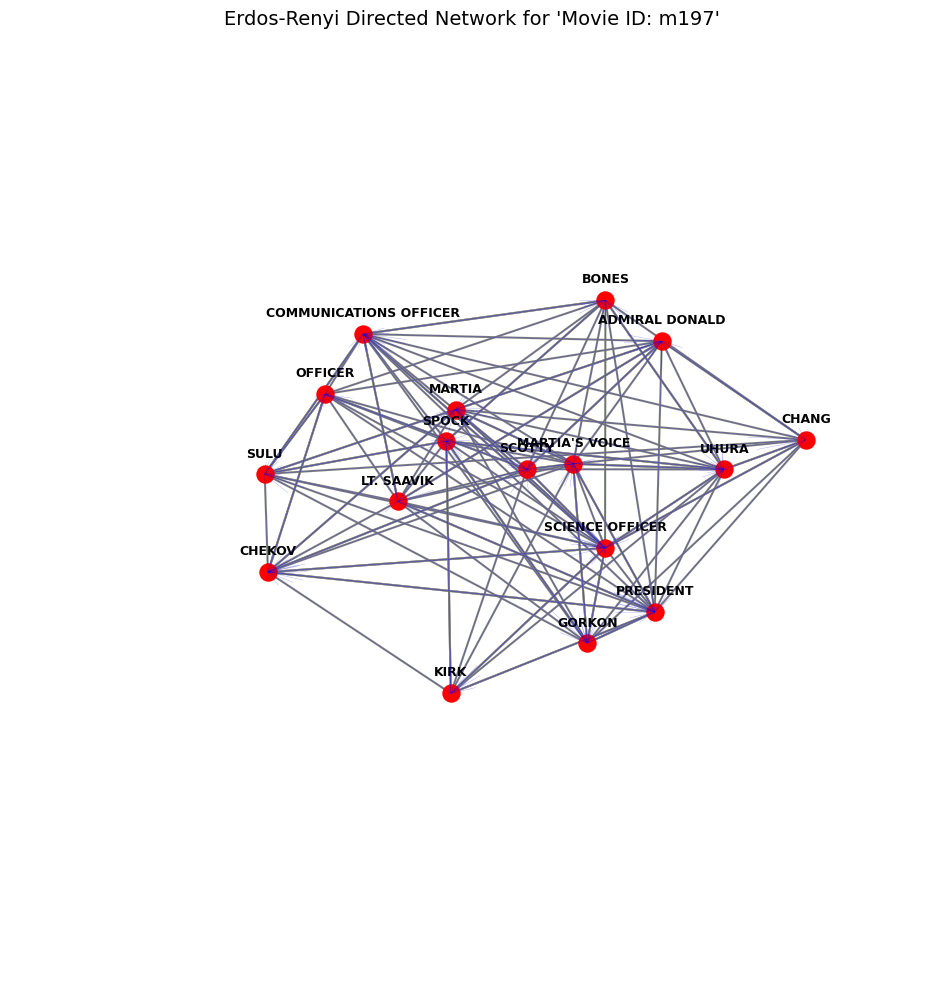 Erdos-Renyi Directed Network for 'Movie ID: m197'
BONES
COMMUNICATIONS OFFICER
ADMIRAL DONALD
OFFICER
MARTIA
SPOCK
CHANG
MARTIA'S VOICE
SCOTTY
UHURA
SULU
LT. SAAVIK
SCIENCE OFFICER
CHEKOV
PRESIDENT
GORKON
KIRK